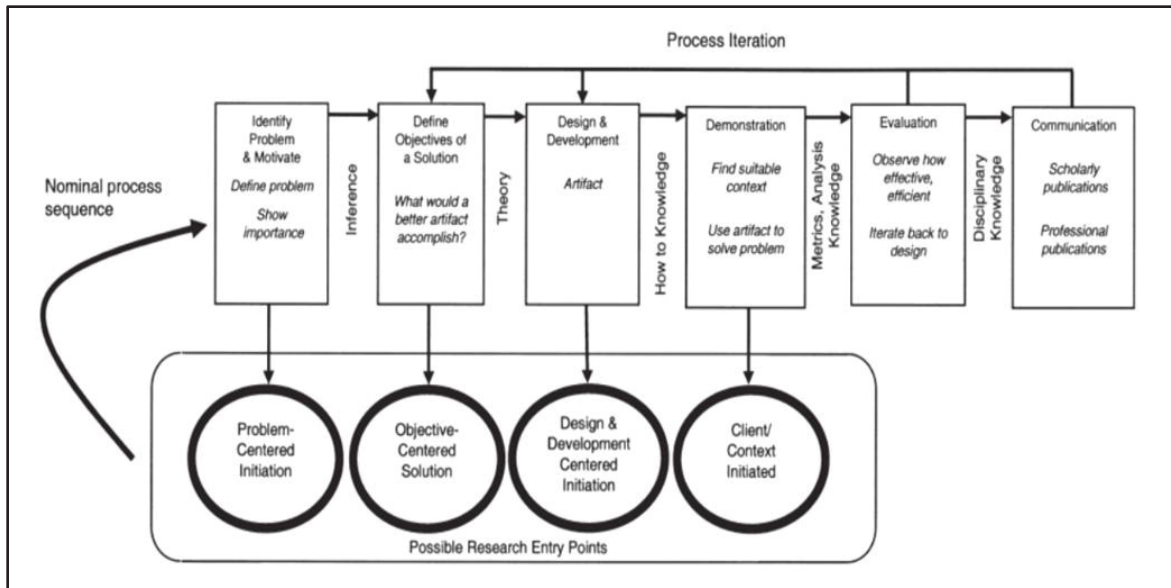 Process Iteration
Nominal process
sequence
Identify
Problem
& Motivate
Define problem
Show
importance
Inference
Define
Objectives of
a Solution
What would a
better artifact
accomplish?
Theory
Design &
Development
Artifact
How to Knowledge
Demonstration
Find suitable
context
Use artifact to
solve problem
Metrics, Analysis
Knowledge
Evaluation
Observe how
effective,
efficient
Iterate back to
design
Disciplinary
Knowledge
Communication
Scholarly
publications
Professional
publications
Problem-
Centered
Initiation
Objective-
Centered
Solution
Design &
Development
Centered
Initiation
Client/
Context
Initiated
Possible Research Entry Points